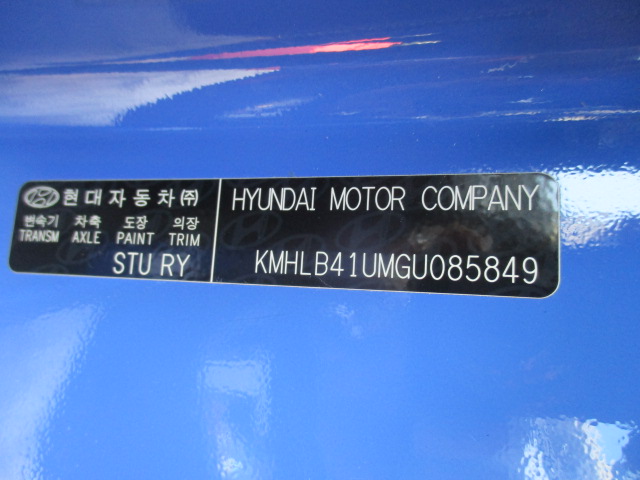 현대자동차㈜
변속기 차축 도장 의장
TRANSM AXLE PAINT TRIM
STU RY
HYUNDAI MOTOR COMPANY
KMHLB41UMGU085849